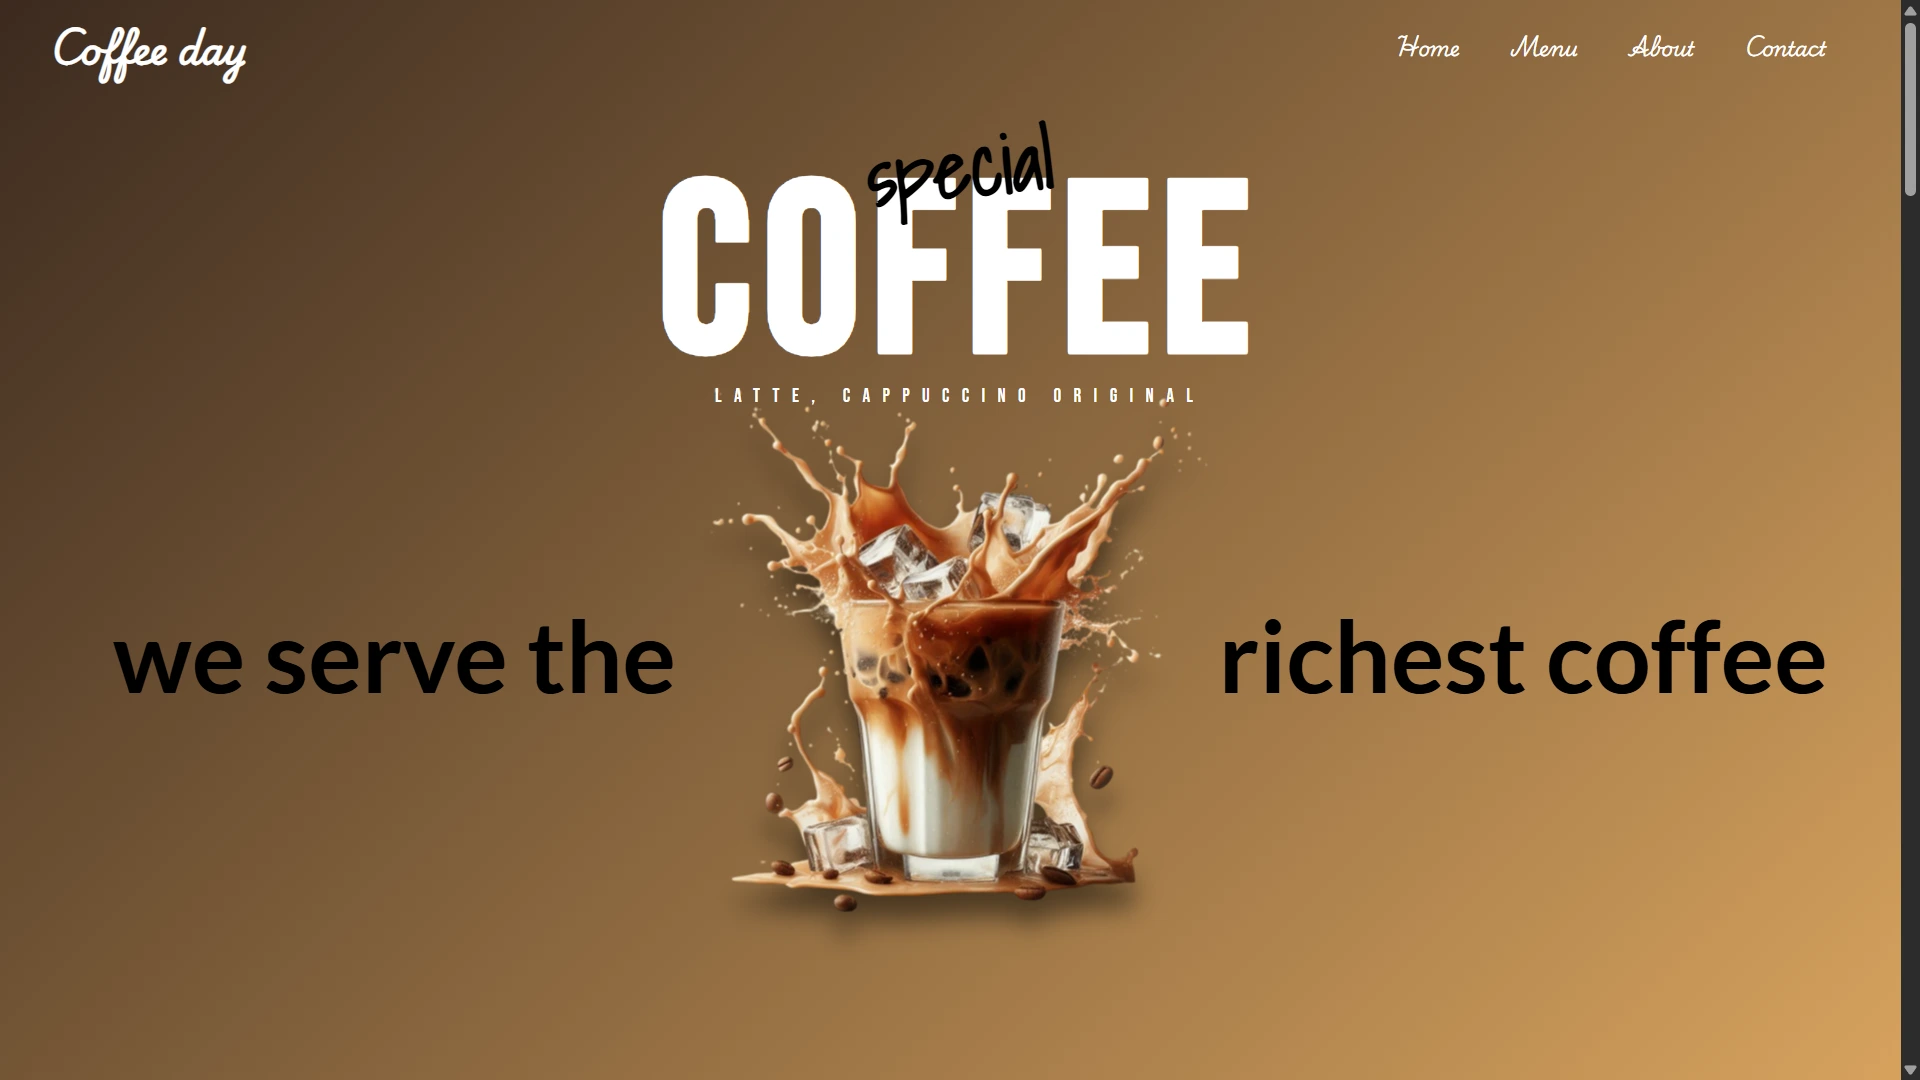 Coffee day
Home Menu About Contact
special
COFFEE
LATTE, CAPPUCCINO ORIGINAL
we serve the richest coffee